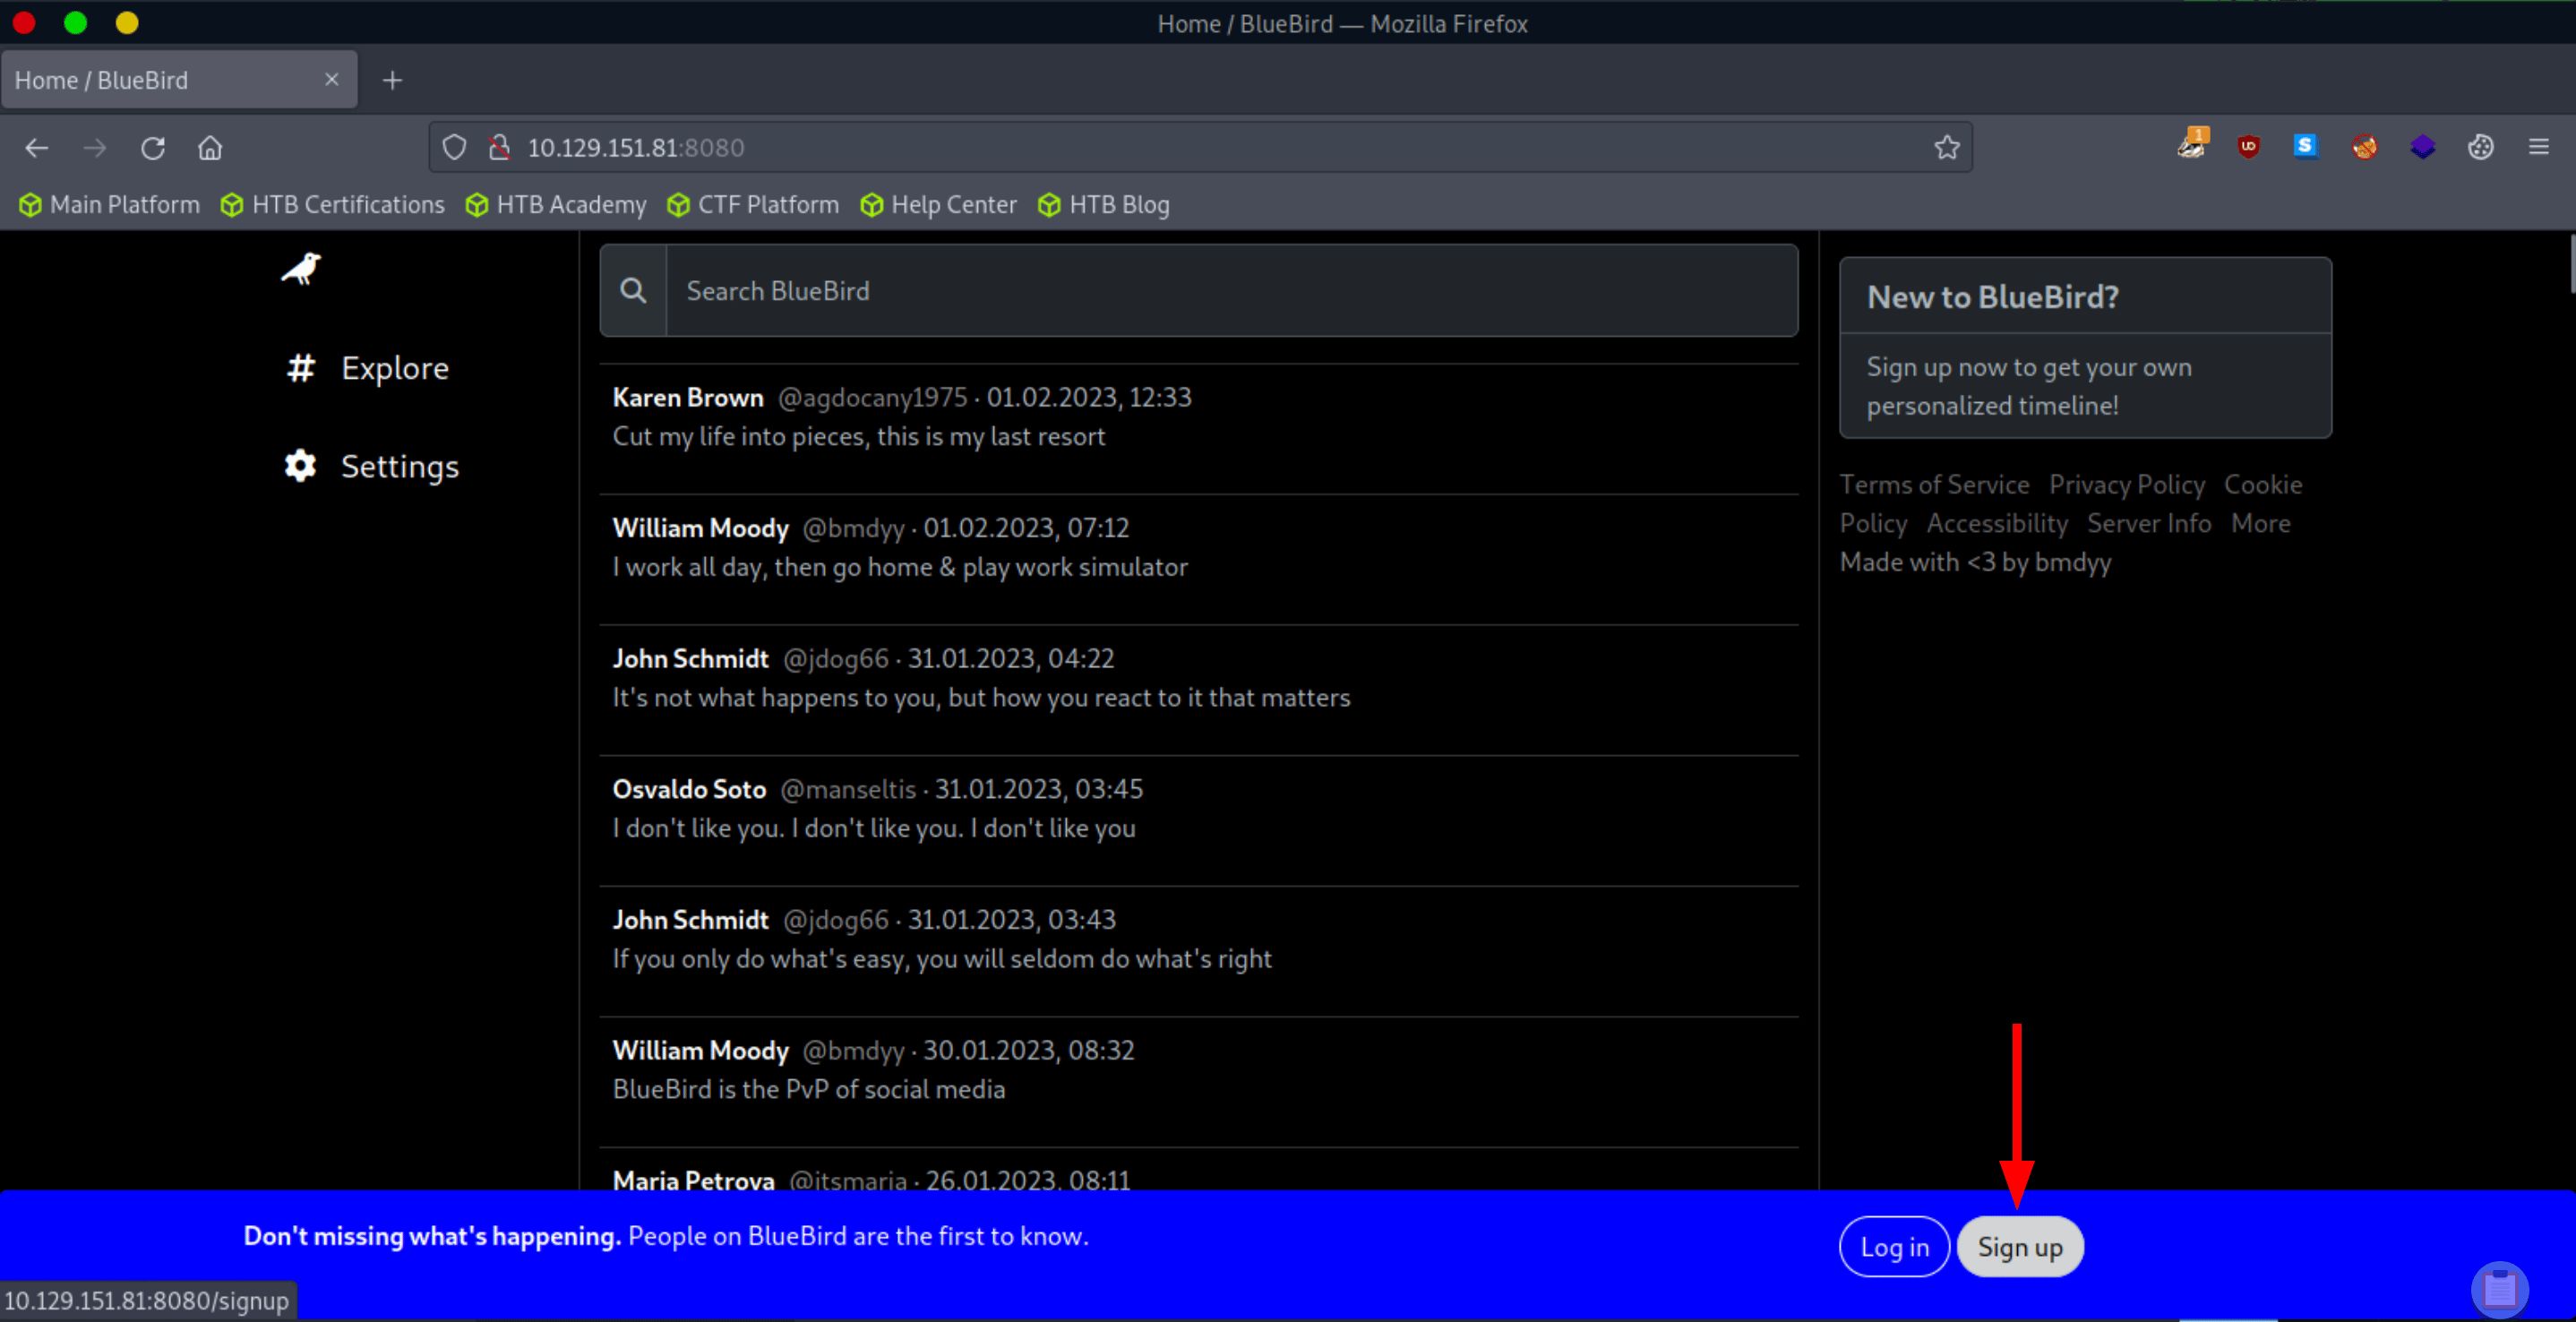 Home / BlueBird — Mozilla Firefox
Home / BlueBird
10.129.151.81:8080
1
UD
S
Main Platform HTB Certifications HTB Academy CTF Platform Help Center HTB Blog
# Explore
Settings
Search BlueBird
Karen Brown @agdocany1975 · 01.02.2023, 12:33
Cut my life into pieces, this is my last resort
William Moody @bmdyy · 01.02.2023, 07:12
I work all day, then go home & play work simulator
John Schmidt @jdog66 · 31.01.2023, 04:22
It's not what happens to you, but how you react to it that matters
Osvaldo Soto @manseltis · 31.01.2023, 03:45
I don't like you. I don't like you. I don't like you
John Schmidt @jdog66 · 31.01.2023, 03:43
If you only do what's easy, you will seldom do what's right
William Moody @bmdyy · 30.01.2023, 08:32
BlueBird is the PvP of social media
Maria Petrova @itsmaria · 26.01.2023, 08:11
New to BlueBird?
Sign up now to get your own
personalized timeline!
Terms of Service Privacy Policy Cookie
Policy Accessibility Server Info More
Made with <3 by bmdyy
Don't missing what's happening. People on BlueBird are the first to know.
Log in
Sign up
10.129.151.81:8080/signup